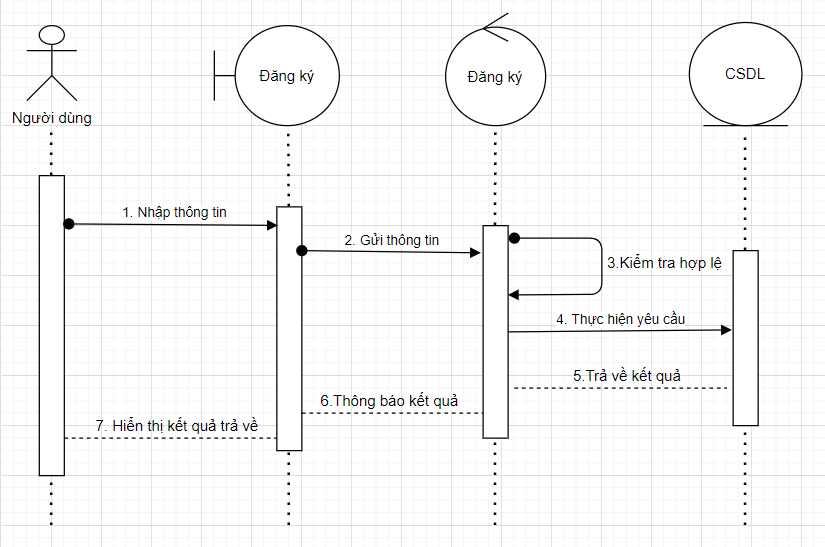 Người dùng
Đăng ký
Đăng ký
CSDL
1. Nhập thông tin
2. Gửi thông tin
3.Kiểm tra hợp lệ
4. Thực hiện yêu cầu
5.Trả về kết quả
6.Thông báo kết quả
7. Hiển thị kết quả trả về